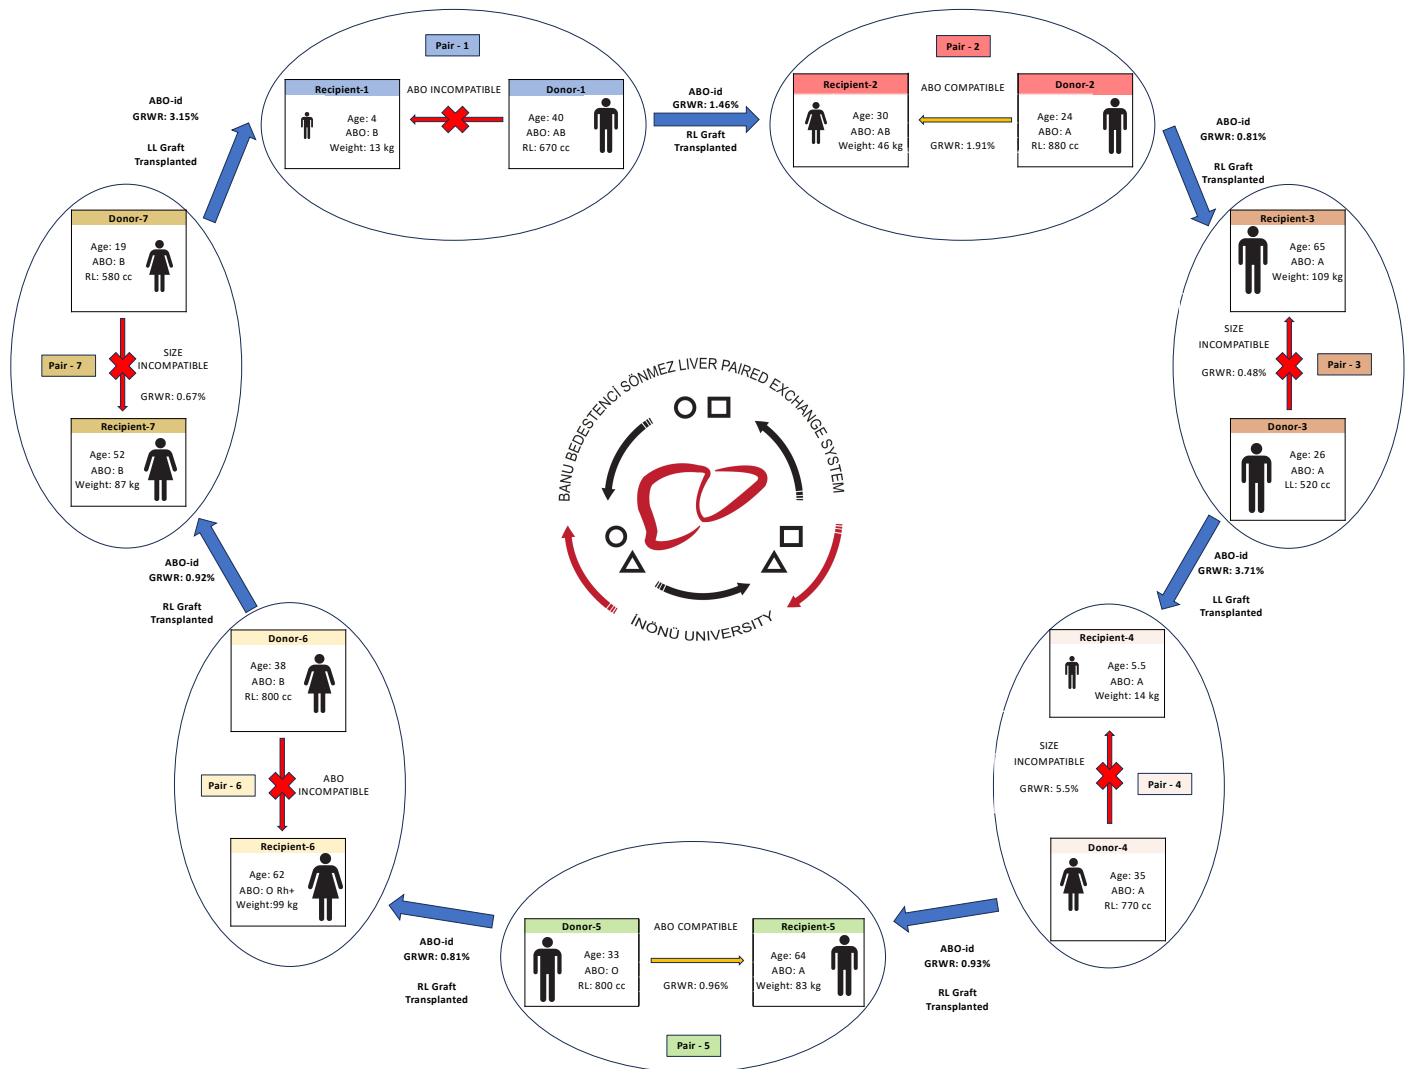 Pair - 1
Recipient-1
Age: 4
ABO: B
Weight: 13 kg
ABO INCOMPATIBLE
Donor-1
Age: 40
ABO: AB
RL: 670 cc
ABO-id
GRWR: 1.46%
RL Graft
Transplanted
Pair - 2
Recipient-2
Age: 30
ABO: AB
Weight: 46 kg
ABO COMPATIBLE
GRWR: 1.91%
Donor-2
Age: 24
ABO: A
RL: 880 cc
ABO-id
GRWR: 0.81%
RL Graft
Transplanted
Recipient-3
Age: 65
ABO: A
Weight: 109 kg
SIZE
INCOMPATIBLE
GRWR: 0.48%
Pair - 3
Donor-3
Age: 26
ABO: A
LL: 520 cc
ABO-id
GRWR: 3.71%
LL Graft
Transplanted
Recipient-4
Age: 5.5
ABO: A
Weight: 14 kg
SIZE
INCOMPATIBLE
GRWR: 5.5%
Pair - 4
Donor-4
Age: 35
ABO: A
RL: 770 cc
ABO-id
GRWR: 0.93%
RL Graft
Transplanted
Donor-5
Age: 33
ABO: O
RL: 800 cc
ABO COMPATIBLE
GRWR: 0.96%
Recipient-5
Age: 64
ABO: A
Weight: 83 kg
Pair - 5
ABO-id
GRWR: 0.81%
RL Graft
Transplanted
Donor-6
Age: 38
ABO: B
RL: 800 cc
Pair - 6
ABO
INCOMPATIBLE
Recipient-6
Age: 62
ABO: O Rh+
Weight:99 kg
ABO-id
GRWR: 0.92%
RL Graft
Transplanted
Donor-7
Age: 19
ABO: B
RL: 580 cc
Pair - 7
SIZE
INCOMPATIBLE
GRWR: 0.67%
Recipient-7
Age: 52
ABO: B
Weight: 87 kg
ABO-id
GRWR: 3.15%
LL Graft
Transplanted
BANU BEDESTENCİ SÖNMEZ LIVER PAIRED EXCHANGE SYSTEM
İNÖNÜ UNIVERSITY